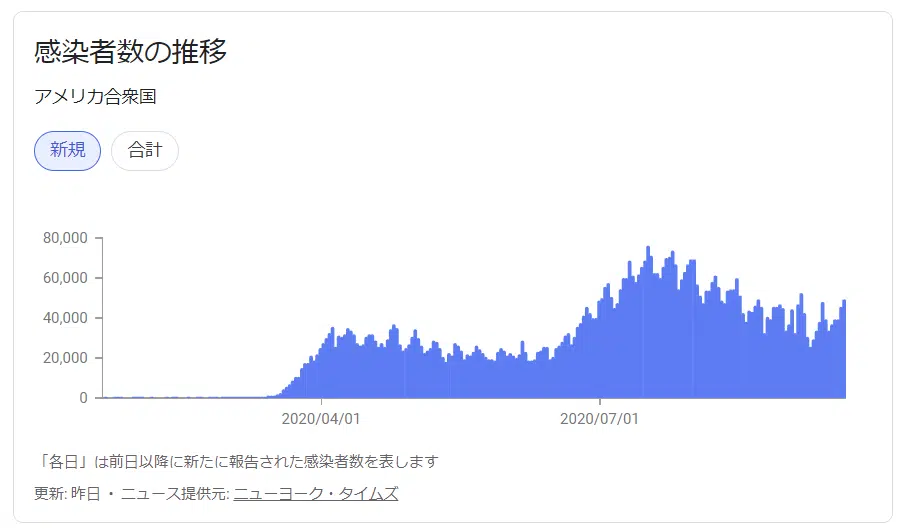 感染者数の推移
アメリカ合衆国
新規 合計
80,000
60,000
40,000
20,000
0
2020/04/01 2020/07/01
「各日」は前日以降に新たに報告された感染者数を表します
更新: 昨日 ・ ニュース提供元: ニューヨーク・タイムズ